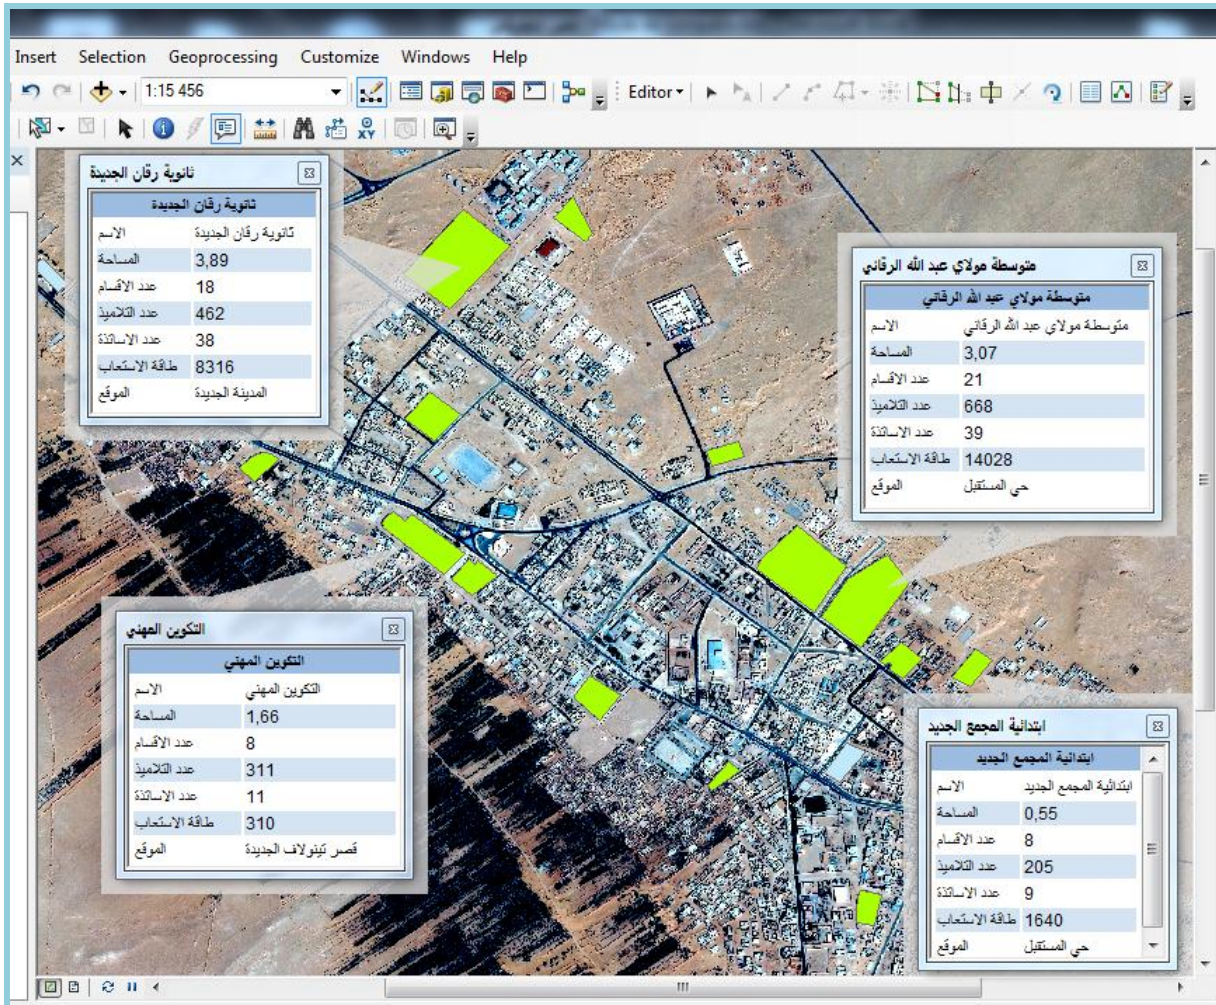 Insert Selection Geoprocessing Customize Windows Help
1:15 456
Editor
XY
ثانوية رقان الجديدة
ثانوية رقان الجديدة
الاسم ثانوية رقان الجديدة
المساحة 3,89
عدد الاقسام 18
عدد التلاميذ 462
عدد الاساتذة 38
طاقة الاستعاب 8316
الموقع المدينة الجديدة
متوسطة مولاي عبد الله الرقاني
متوسطة مولاي عبد الله الرقاني
الاسم متوسطة مولاي عبد الله الرقاني
المساحة 3,07
عدد الاقسام 21
عدد التلاميذ 668
عدد الاساتذة 39
طاقة الاستعاب 14028
الموقع حي المستقبل
التكوين المهني
التكوين المهني
الاسم التكوين المهني
المساحة 1,66
عدد الاقسام 8
عدد التلاميذ 311
عدد الاساتذة 11
طاقة الاستعاب 310
الموقع قصر تينولاف الجديدة
ابتدائية المجمع الجديد
ابتدائية المجمع الجديد
الاسم ابتدائية المجمع الجديد
المساحة 0,55
عدد الاقسام 8
عدد التلاميذ 205
عدد الاساتذة 9
طاقة الاستعاب 1640
الموقع حي المستقبل